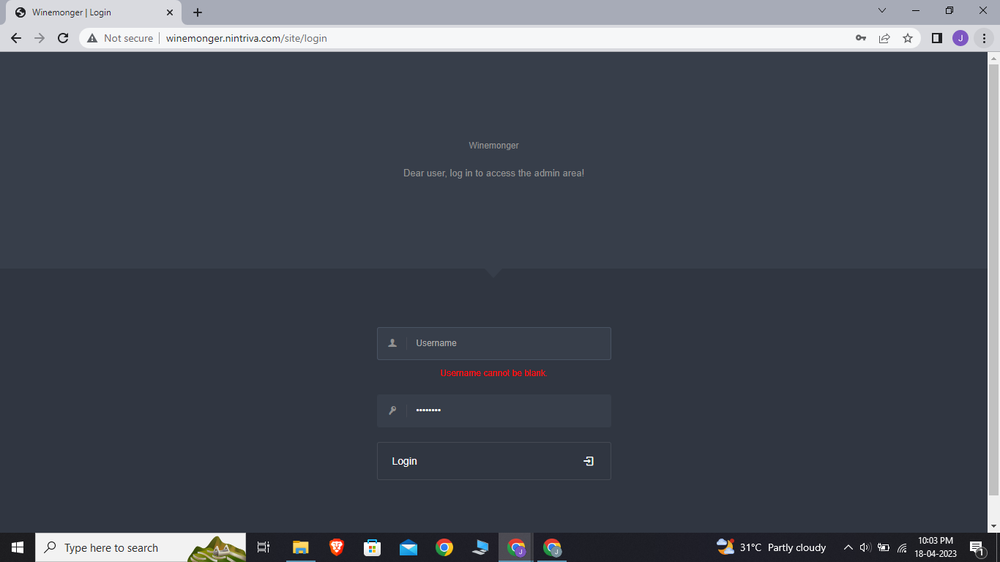 Winemonger | Login
Not secure winemonger.nintriva.com/site/login
J
Winemonger
Dear user, log in to access the admin area!
Username
Username cannot be blank.
••••••••
Login
Type here to search
J
J
31°C Partly cloudy
10:03 PM
18-04-2023
1